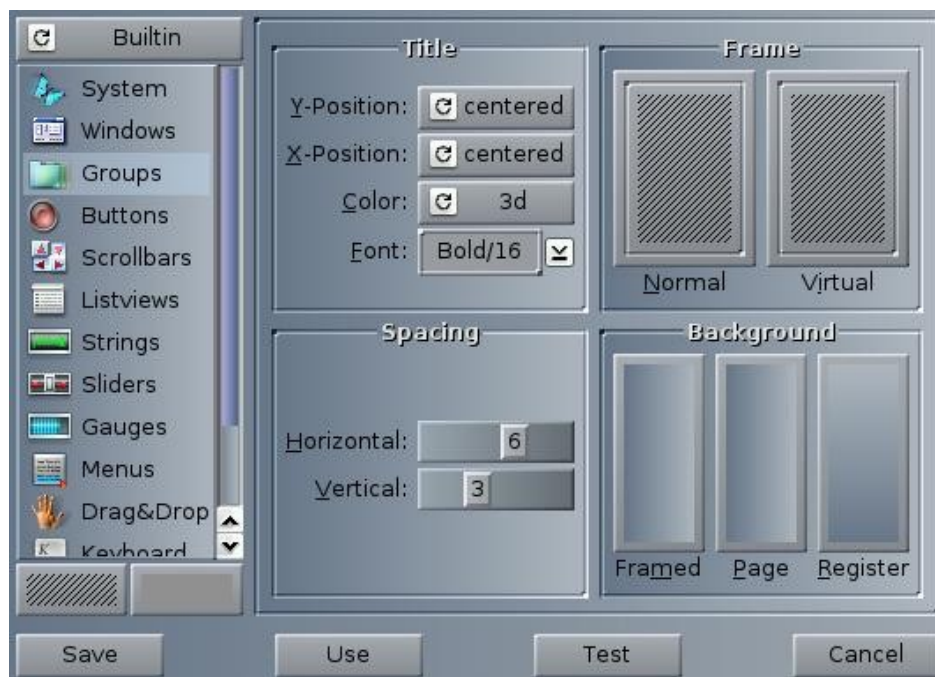 Builtin
System
Windows
Groups
Buttons
Scrollbars
Listviews
Strings
Sliders
Gauges
Menus
Drag&Drop
Keyboard
Title
Y-Position: centered
X-Position: centered
Color: 3d
Font: Bold/16
Frame
Normal Virtual
Spacing
Horizontal: 6
Vertical: 3
Background
Framed Page Register
Save Use Test Cancel